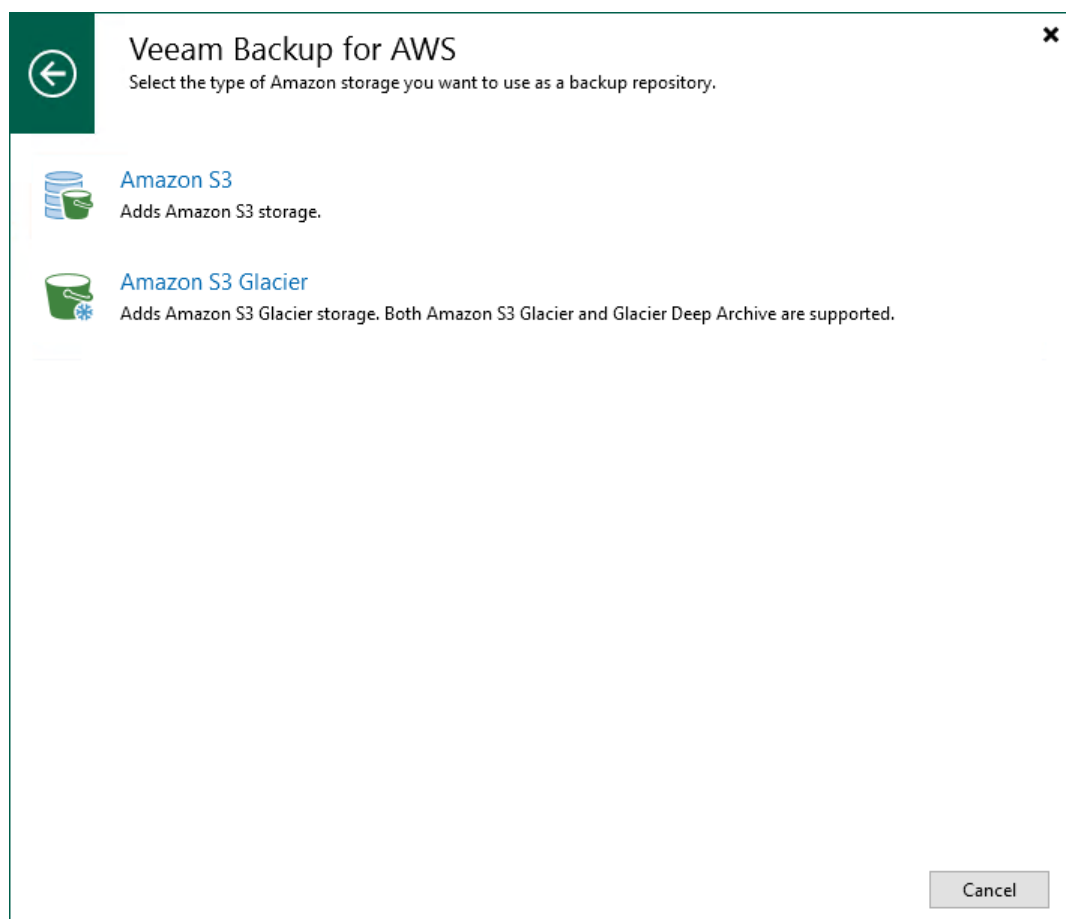 Veeam Backup for AWS
Select the type of Amazon storage you want to use as a backup repository.
Amazon S3
Adds Amazon S3 storage.
Amazon S3 Glacier
Adds Amazon S3 Glacier storage. Both Amazon S3 Glacier and Glacier Deep Archive are supported.
Cancel